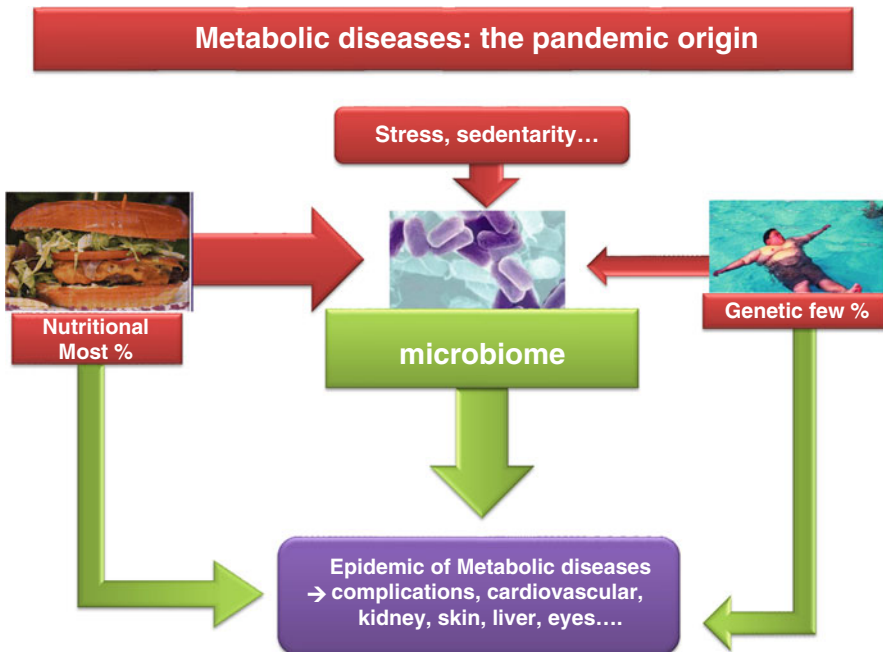 Metabolic diseases: the pandemic origin
Stress, sedentarity...
Nutritional
Most %
microbiome
Genetic few %
Epidemic of Metabolic diseases
→ complications, cardiovascular,
kidney, skin, liver, eyes....